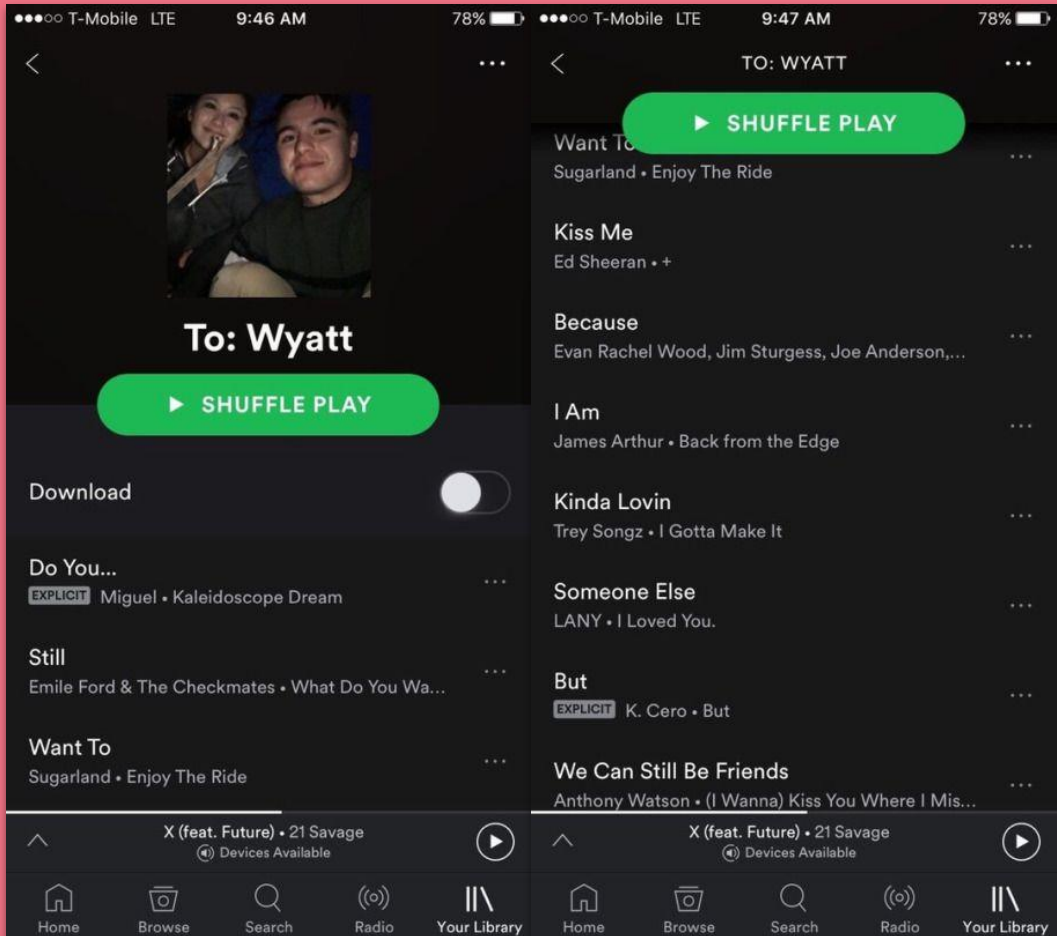 T-Mobile LTE 9:46 AM 78%
To: Wyatt
SHUFFLE PLAY
Download
Do You...
EXPLICIT Miguel • Kaleidoscope Dream
Still
Emile Ford & The Checkmates • What Do You Wa...
Want To
Sugarland • Enjoy The Ride
X (feat. Future) • 21 Savage
Devices Available
Home Browse Search Radio Your Library
T-Mobile LTE 9:47 AM 78%
TO: WYATT
SHUFFLE PLAY
Want To
Sugarland • Enjoy The Ride
Kiss Me
Ed Sheeran • +
Because
Evan Rachel Wood, Jim Sturgess, Joe Anderson,...
I Am
James Arthur • Back from the Edge
Kinda Lovin
Trey Songz • I Gotta Make It
Someone Else
LANY • I Loved You.
But
EXPLICIT K. Cero • But
We Can Still Be Friends
Anthony Watson • (I Wanna) Kiss You Where I Mis...
X (feat. Future) • 21 Savage
Devices Available
Home Browse Search Radio Your Library